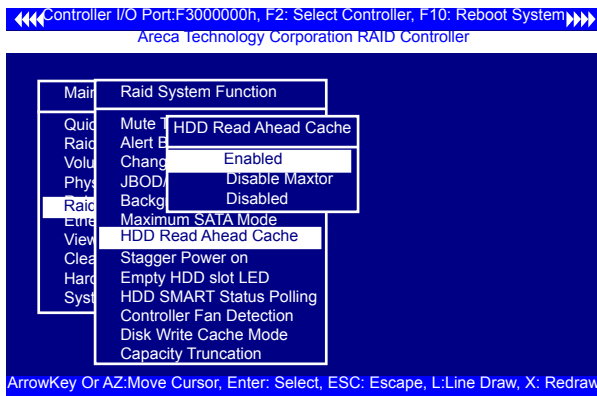 Controller I/O Port:F3000000h, F2: Select Controller, F10: Reboot System
Areca Technology Corporation RAID Controller
Main
Raid System Function
HDD Read Ahead Cache
Enabled
Disable Maxtor
Disabled
Quic
Raid
Volu
Phys
Raid
Ethe
View
Clea
Hard
Syst
Mute T
Alert B
Chang
JBOD/
Backg
Maximum SATA Mode
HDD Read Ahead Cache
Stagger Power on
Empty HDD slot LED
HDD SMART Status Polling
Controller Fan Detection
Disk Write Cache Mode
Capacity Truncation
ArrowKey Or AZ:Move Cursor, Enter: Select, ESC: Escape, L:Line Draw, X: Redraw